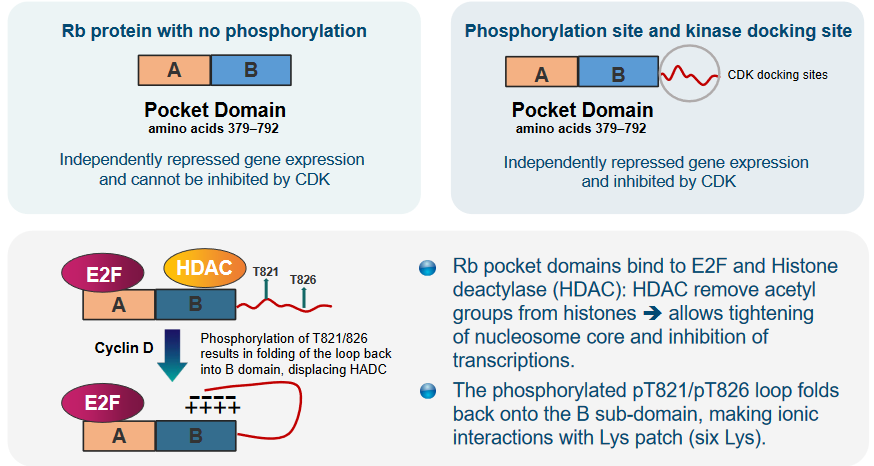 Rb protein with no phosphorylation
A B
Pocket Domain
amino acids 379–792
Independently repressed gene expression
and cannot be inhibited by CDK
Phosphorylation site and kinase docking site
A B
CDK docking sites
Pocket Domain
amino acids 379–792
Independently repressed gene expression
and inhibited by CDK
E2F HDAC
T821
T826
A B
Cyclin D
Phosphorylation of T821/826
results in folding of the loop back
into B domain, displacing HADC
E2F
– – – –
++++
A B
Rb pocket domains bind to E2F and Histone
deactylase (HDAC): HDAC remove acetyl
groups from histones ➔ allows tightening
of nucleosome core and inhibition of
transcriptions.
The phosphorylated pT821/pT826 loop folds
back onto the B sub-domain, making ionic
interactions with Lys patch (six Lys).